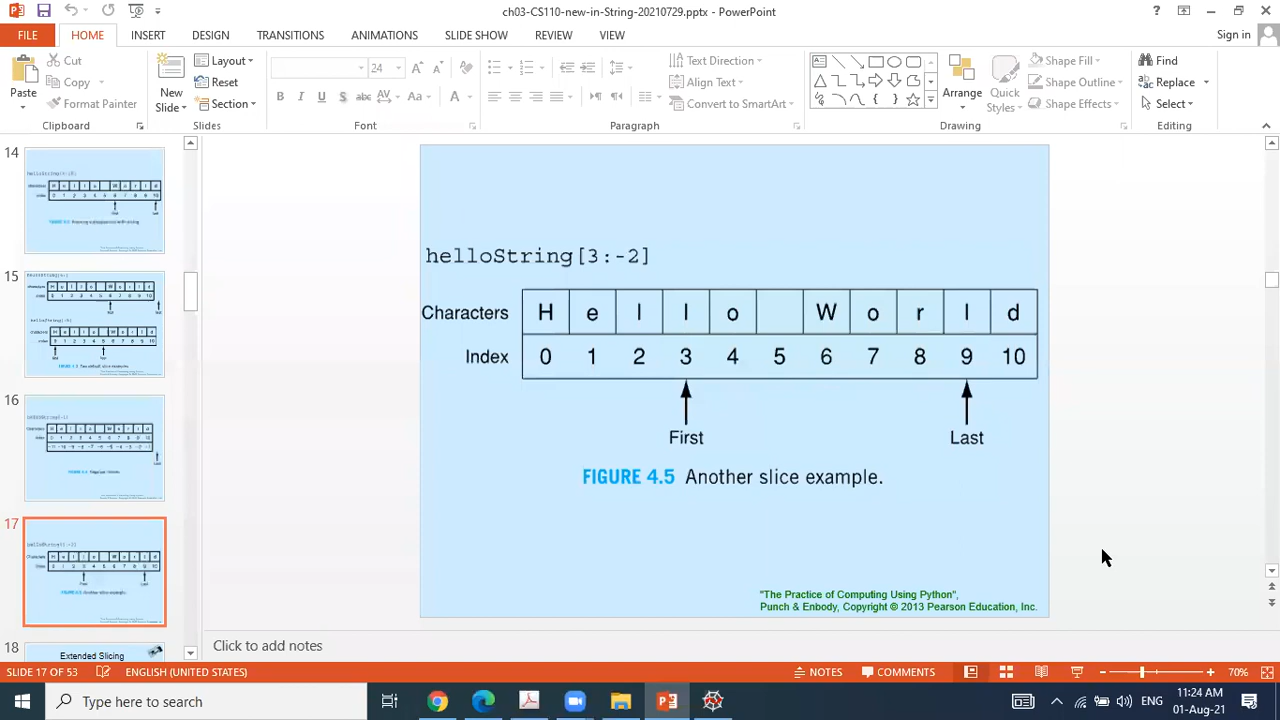 ch03-CS110-new-in-String-20210729.pptx - PowerPoint
?
FILE HOME INSERT DESIGN TRANSITIONS ANIMATIONS SLIDE SHOW REVIEW VIEW Sign in
Paste Cut
Copy
Format Painter
Clipboard
New Slide Layout
Reset
Section
Slides
24
B I U S abc AV Aa A
Font
Text Direction
Align Text
Convert to SmartArt
Paragraph
Arrange
Quick Styles
Shape Fill
Shape Outline
Shape Effects
Drawing
Find
Replace
Select
Editing
14
15
16
17
18
Extended Slicing
helloString[3:-2]
Characters H e l l o W o r l d
Index 0 1 2 3 4 5 6 7 8 9 10
First Last
FIGURE 4.5 Another slice example.
"The Practice of Computing Using Python",
Punch & Enbody, Copyright © 2013 Pearson Education, Inc.
Click to add notes
SLIDE 17 OF 53 ENGLISH (UNITED STATES) NOTES COMMENTS 70%
Type here to search
ENG
11:24 AM
01-Aug-21